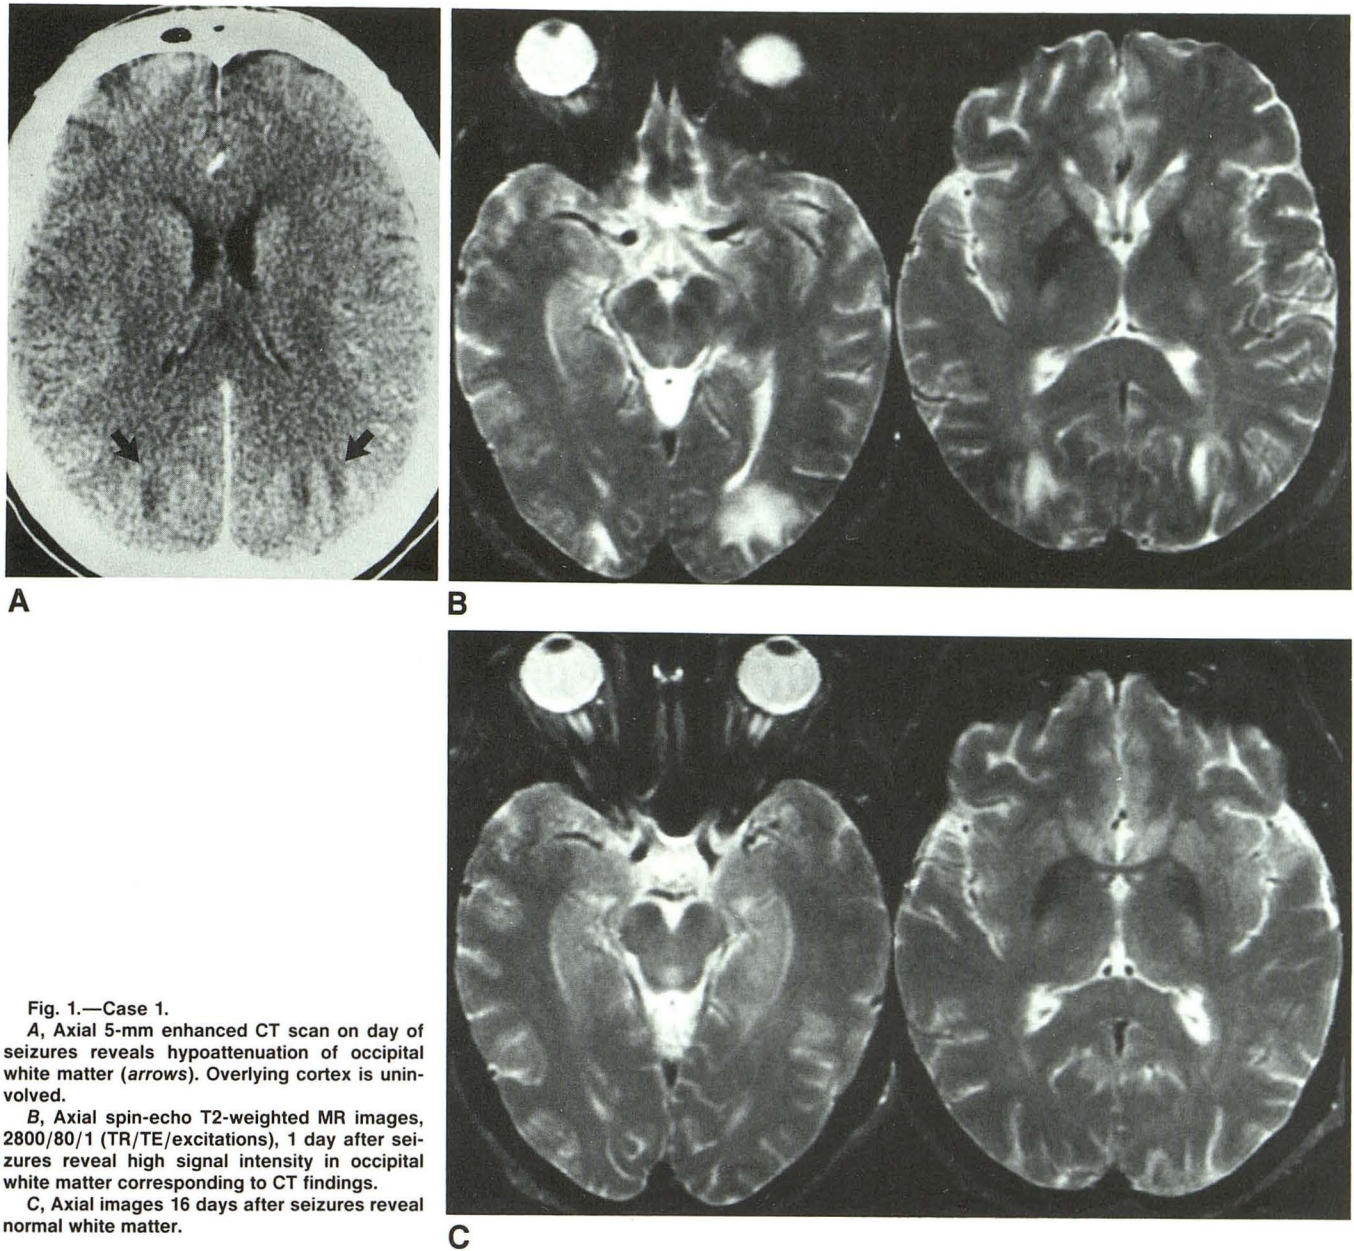 A
B
C
Fig. 1.—Case 1.
A, Axial 5-mm enhanced CT scan on day of
seizures reveals hypoattenuation of occipital
white matter (arrows). Overlying cortex is unin-
volved.
B, Axial spin-echo T2-weighted MR images,
2800/80/1 (TR/TE/excitations), 1 day after sei-
zures reveal high signal intensity in occipital
white matter corresponding to CT findings.
C, Axial images 16 days after seizures reveal
normal white matter.